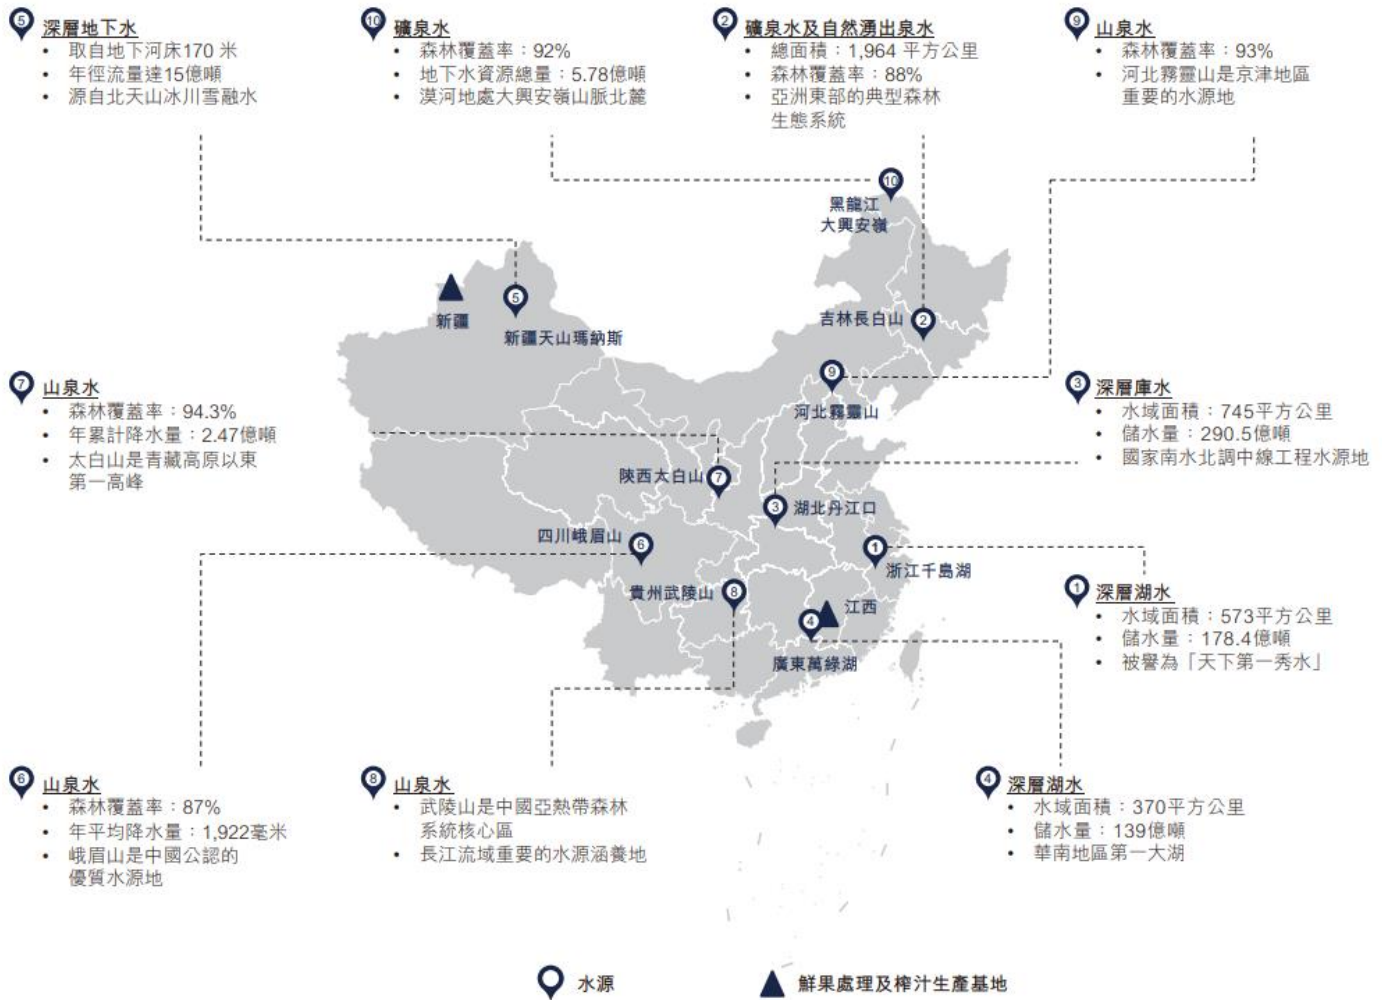 5 深層地下水
• 取自地下河床170 米
• 年徑流量達15億噸
• 源自北天山冰川雪融水
10 礦泉水
• 森林覆蓋率：92%
• 地下水資源總量：5.78億噸
• 漠河地處大興安嶺山脈北麓
2 礦泉水及自然湧出泉水
• 總面積：1,964 平方公里
• 森林覆蓋率：88%
• 亞洲東部的典型森林
生態系統
9 山泉水
• 森林覆蓋率：93%
• 河北霧靈山是京津地區
重要的水源地
10
黑龍江
大興安嶺
新疆
5
新疆天山瑪納斯
吉林長白山 2
9
河北霧靈山
7 山泉水
• 森林覆蓋率：94.3%
• 年累計降水量：2.47億噸
• 太白山是青藏高原以東
第一高峰
3 深層庫水
• 水域面積：745平方公里
• 儲水量：290.5億噸
• 國家南水北調中線工程水源地
陝西太白山 7
3 湖北丹江口
四川峨眉山 6
1
浙江千島湖
貴州武陵山 8
江西
4
廣東萬綠湖
1 深層湖水
• 水域面積：573平方公里
• 儲水量：178.4億噸
• 被譽為「天下第一秀水」
6 山泉水
• 森林覆蓋率：87%
• 年平均降水量：1,922毫米
• 峨眉山是中國公認的
優質水源地
8 山泉水
• 武陵山是中國亞熱帶森林
系統核心區
• 長江流域重要的水源涵養地
4 深層湖水
• 水域面積：370平方公里
• 儲水量：139億噸
• 華南地區第一大湖
水源
鮮果處理及榨汁生產基地